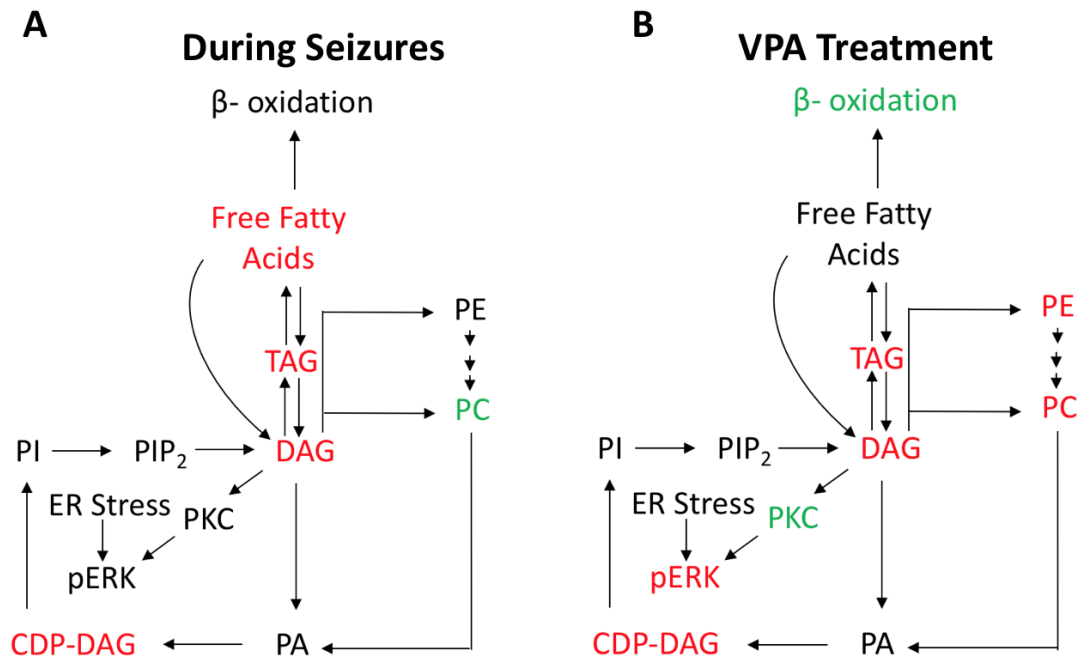 A
During Seizures
β- oxidation
Free Fatty
Acids
PE
TAG
PC
PI
PIP₂
DAG
ER Stress
PKC
pERK
CDP-DAG
PA
B
VPA Treatment
β- oxidation
Free Fatty
Acids
PE
TAG
PC
PI
PIP₂
DAG
ER Stress
PKC
pERK
CDP-DAG
PA